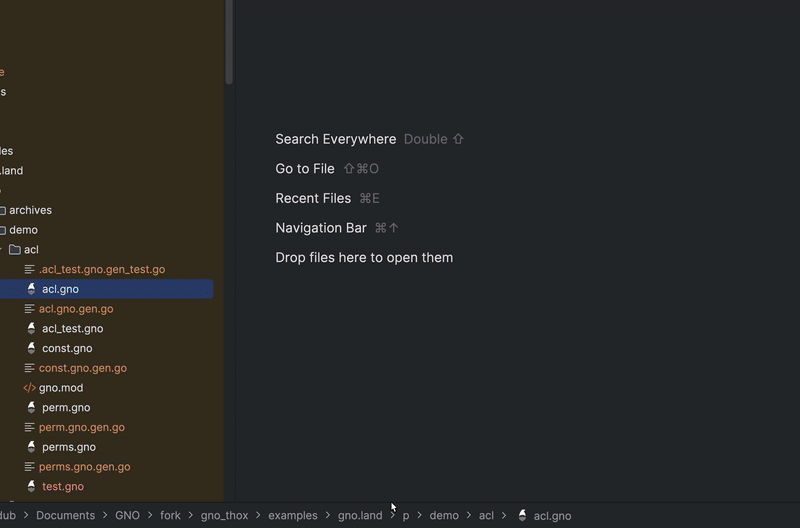 e
s
les
.land
archives
demo
acl
.acl_test.gno.gen_test.go
acl.gno
acl.gno.gen.go
acl_test.gno
const.gno
const.gno.gen.go
</> gno.mod
perm.gno
perm.gno.gen.go
perms.gno
perms.gno.gen.go
test.gno
Search Everywhere Double ⇧
Go to File ⇧⌘O
Recent Files ⌘E
Navigation Bar ⌘↑
Drop files here to open them
dub > Documents > GNO > fork > gno_thox > examples > gno.land > p > demo > acl > acl.gno